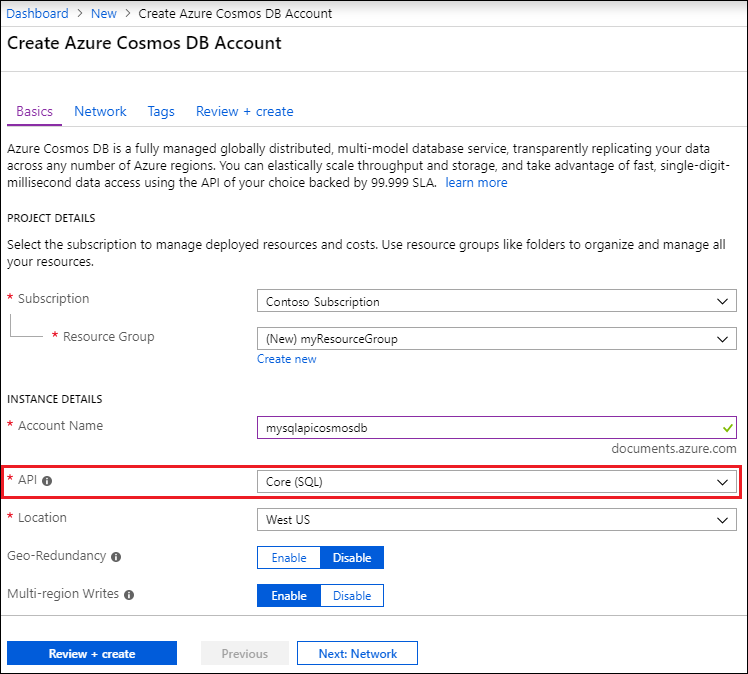 Dashboard > New > Create Azure Cosmos DB Account
Create Azure Cosmos DB Account
Basics Network Tags Review + create
Azure Cosmos DB is a fully managed globally distributed, multi-model database service, transparently replicating your data
across any number of Azure regions. You can elastically scale throughput and storage, and take advantage of fast, single-digit-
millisecond data access using the API of your choice backed by 99.999 SLA. learn more
PROJECT DETAILS
Select the subscription to manage deployed resources and costs. Use resource groups like folders to organize and manage all
your resources.
* Subscription Contoso Subscription
* Resource Group (New) myResourceGroup
Create new
INSTANCE DETAILS
* Account Name mysqlapicosmosdb
documents.azure.com
* API Core (SQL)
* Location West US
Geo-Redundancy Enable Disable
Multi-region Writes Enable Disable
Review + create Previous Next: Network